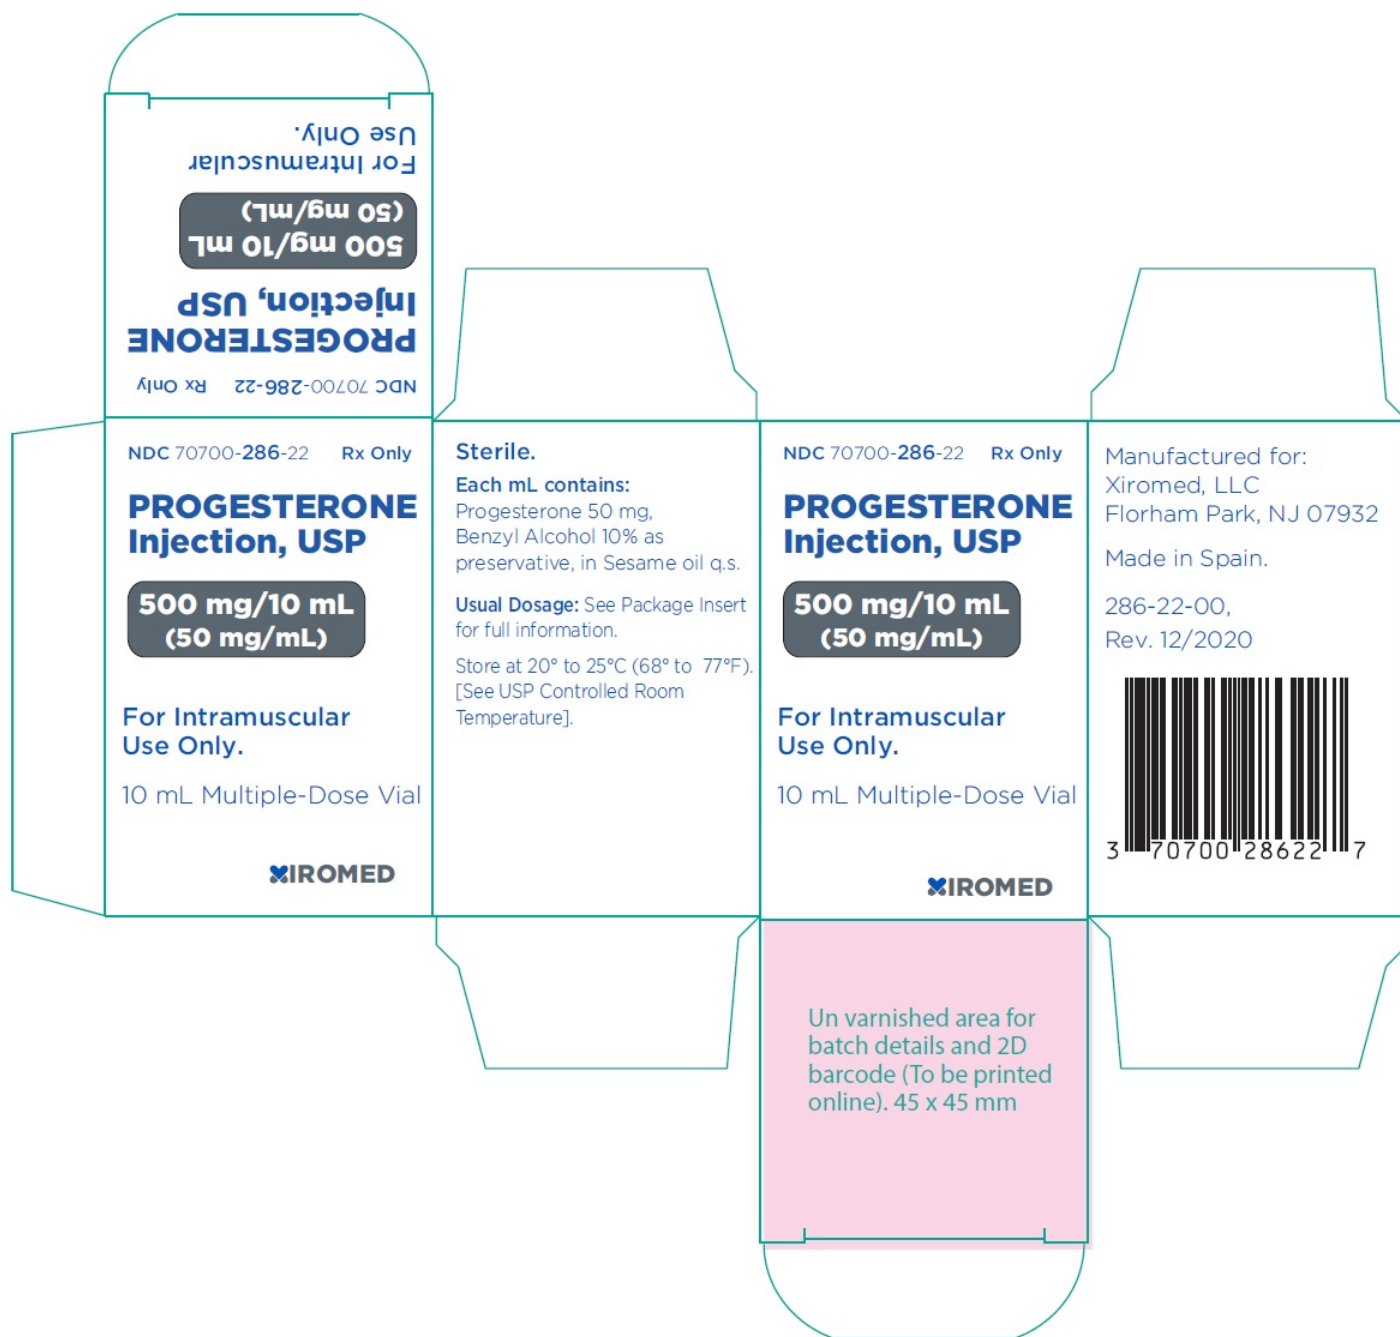 NDC 70700-286-22 Rx Only
PROGESTERONE
Injection, USP
500 mg/10 mL
(50 mg/mL)
For Intramuscular
Use Only.
NDC 70700-286-22 Rx Only
PROGESTERONE
Injection, USP
500 mg/10 mL
(50 mg/mL)
For Intramuscular
Use Only.
10 mL Multiple-Dose Vial
XIROMED
Sterile.
Each mL contains:
Progesterone 50 mg,
Benzyl Alcohol 10% as
preservative, in Sesame oil q.s.
Usual Dosage: See Package Insert
for full information.
Store at 20° to 25°C (68° to 77°F).
[See USP Controlled Room
Temperature].
NDC 70700-286-22 Rx Only
PROGESTERONE
Injection, USP
500 mg/10 mL
(50 mg/mL)
For Intramuscular
Use Only.
10 mL Multiple-Dose Vial
XIROMED
Manufactured for:
Xiromed, LLC
Florham Park, NJ 07932
Made in Spain.
286-22-00,
Rev. 12/2020
3 70700 28622 7
Un varnished area for
batch details and 2D
barcode (To be printed
online). 45 x 45 mm